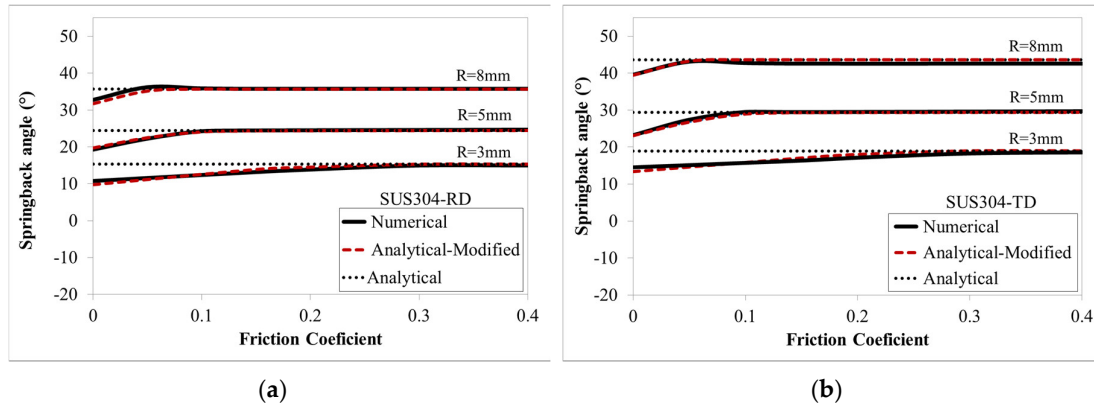 50
40
30
20
10
0
-10
-20
Springback angle (°)
R=8mm
R=5mm
R=3mm
SUS304-RD
Numerical
Analytical-Modified
Analytical
0 0.1 0.2 0.3 0.4
Friction Coeficient
(a)
50
40
30
20
10
0
-10
-20
Springback angle (°)
R=8mm
R=5mm
R=3mm
SUS304-TD
Numerical
Analytical-Modified
Analytical
0 0.1 0.2 0.3 0.4
Friction Coeficient
(b)